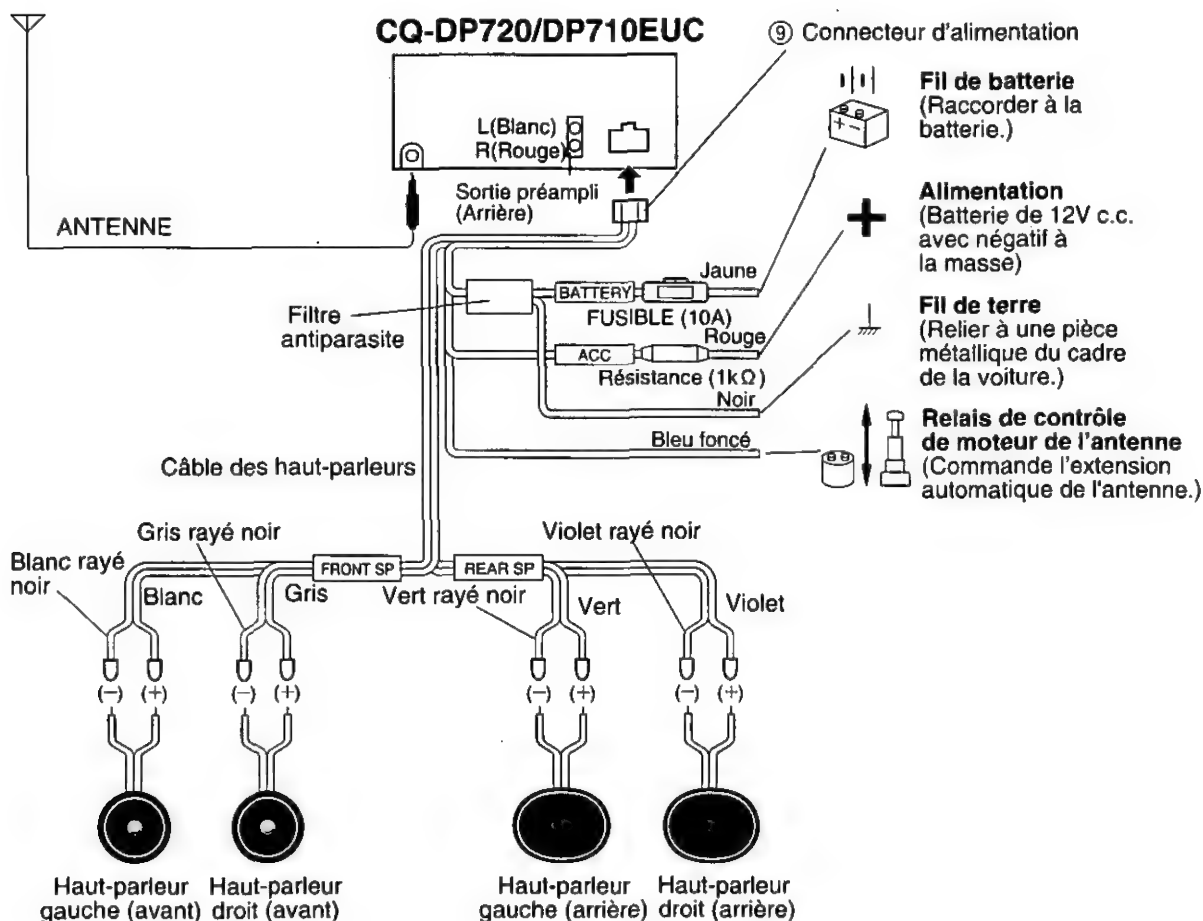 CQ-DP720/DP710EUC
⑨ Connecteur d'alimentation
L(Blanc)
R(Rouge)
Sortie préampli
(Arrière)
ANTENNE
Fil de batterie
(Raccorder à la
batterie.)
Alimentation
(Batterie de 12V c.c.
avec négatif à
la masse)
Fil de terre
(Relier à une pièce
métallique du cadre
de la voiture.)
Relais de contrôle
de moteur de l'antenne
(Commande l'extension
automatique de l'antenne.)
Filtre
antiparasite
Jaune
BATTERY
FUSIBLE (10A)
Rouge
ACC
Résistance (1kΩ)
Noir
Bleu foncé
Câble des haut-parleurs
Gris rayé noir
Violet rayé noir
Blanc rayé
noir
FRONT SP
REAR SP
Blanc
Gris
Vert rayé noir
Vert
Violet
(−) (+)
(−) (+)
(−) (+)
(−) (+)
Haut-parleur
gauche (avant)
Haut-parleur
droit (avant)
Haut-parleur
gauche (arrière)
Haut-parleur
droit (arrière)